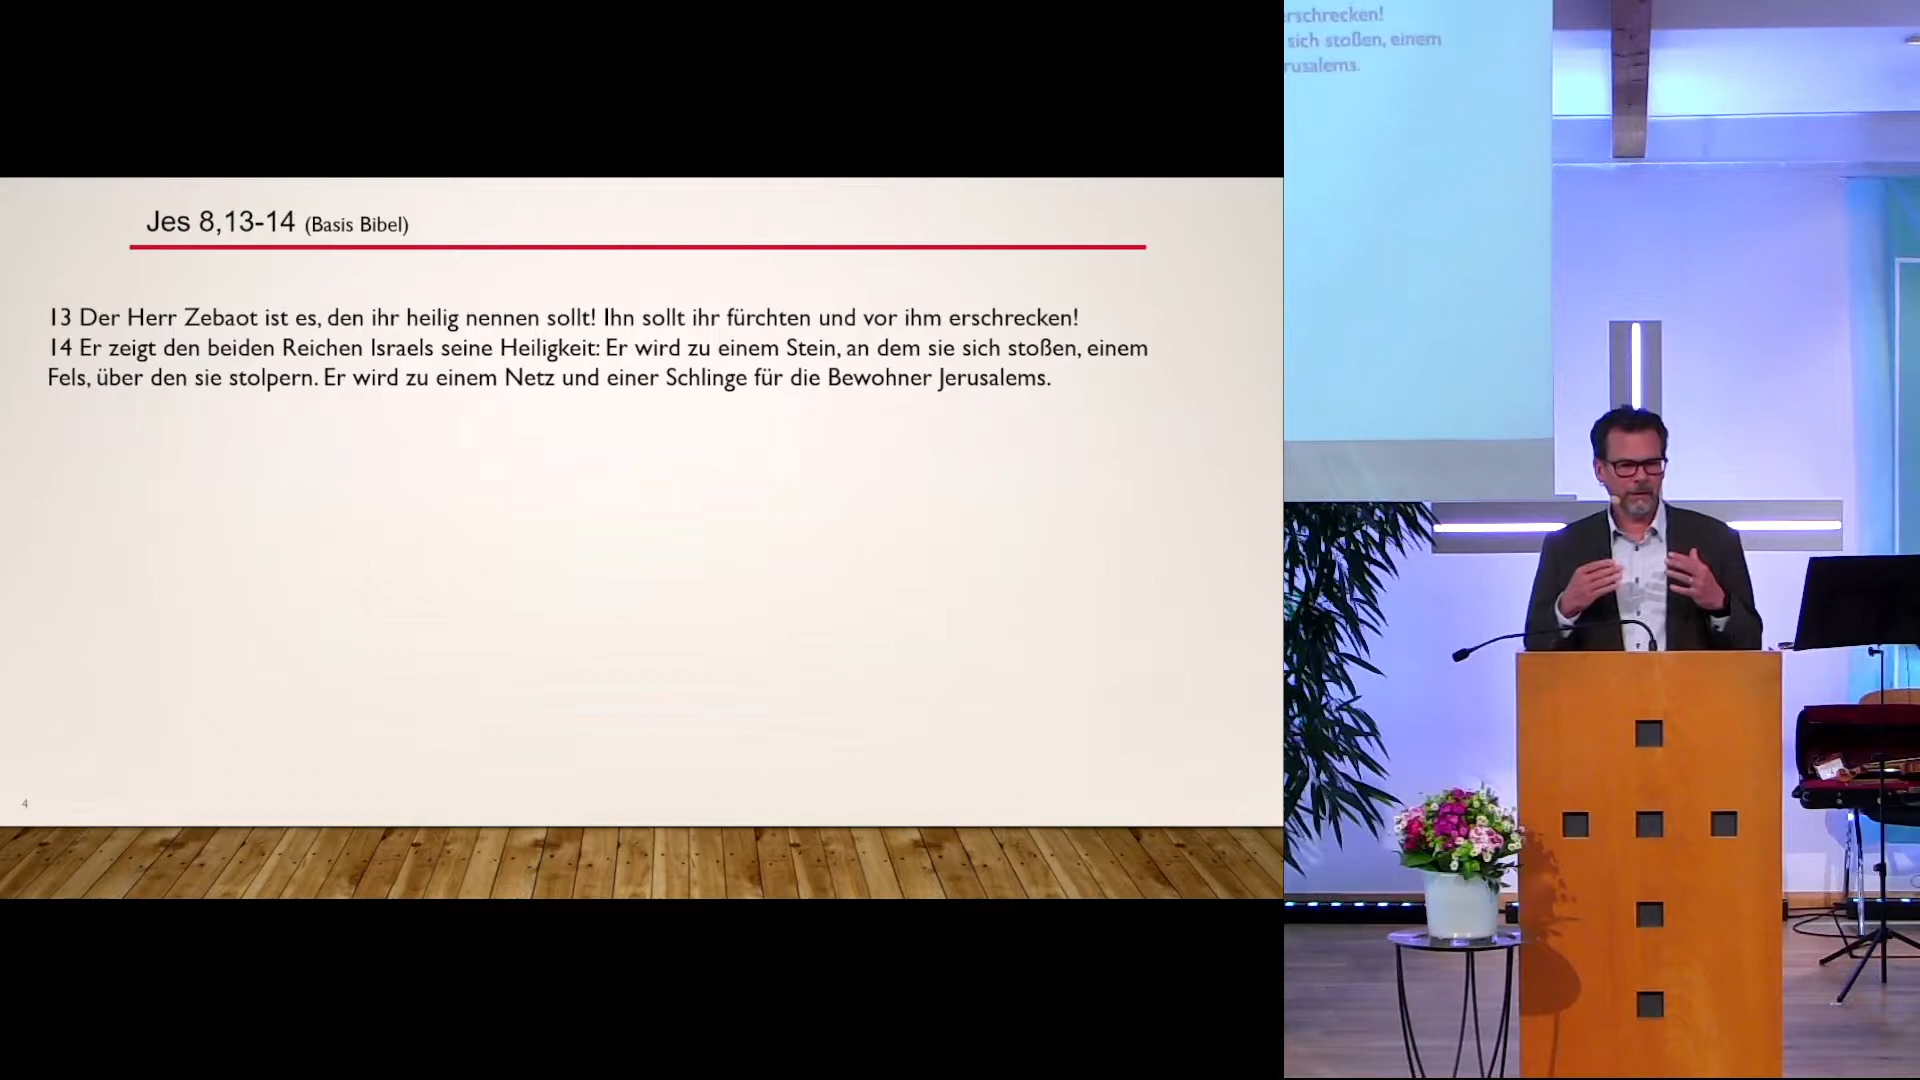 Jes 8,13-14 (Basis Bibel)
13 Der Herr Zebaot ist es, den ihr heilig nennen sollt! Ihn sollt ihr fürchten und vor ihm erschrecken!
14 Er zeigt den beiden Reichen Israels seine Heiligkeit: Er wird zu einem Stein, an dem sie sich stoßen, einem
Fels, über den sie stolpern. Er wird zu einem Netz und einer Schlinge für die Bewohner Jerusalems.
4
rschrecken!
sich stoßen, einem
rusalems.